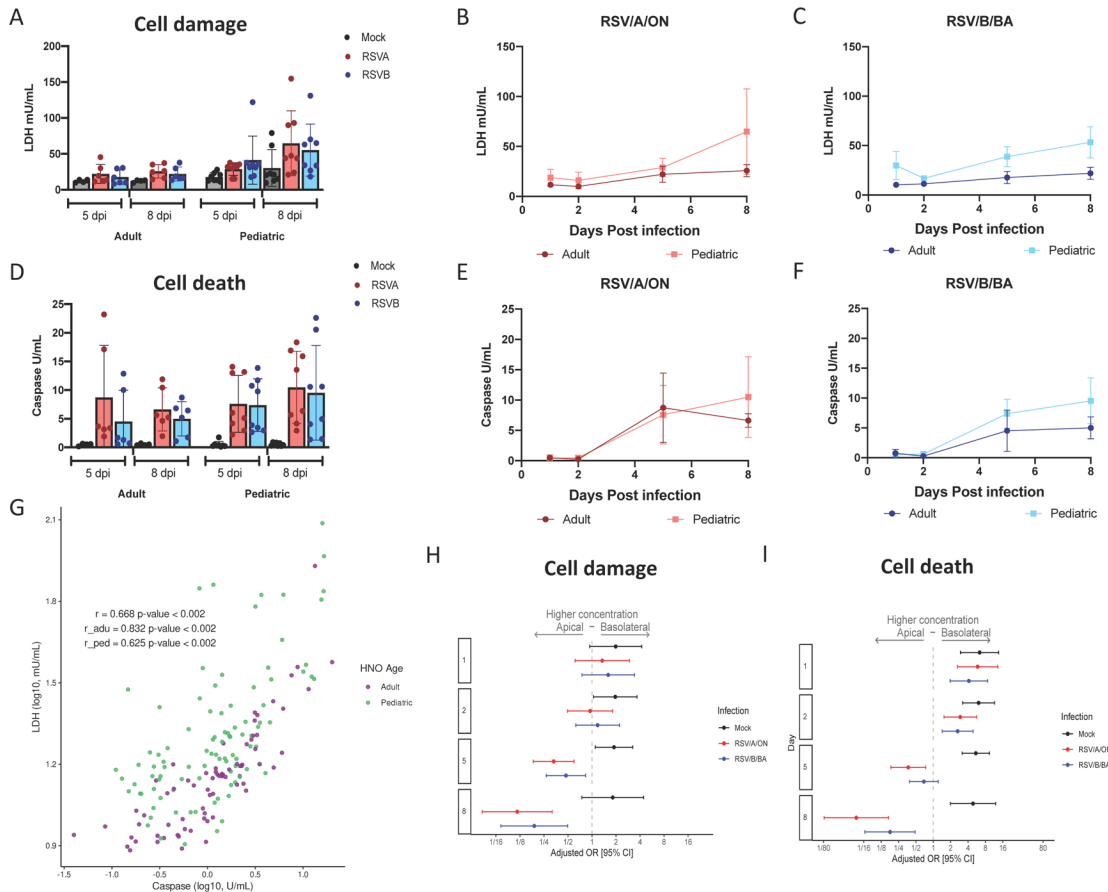 A
Cell damage
Mock
RSVA
RSVB
LDH mU/mL
200
150
100
50
0
5 dpi
8 dpi
5 dpi
8 dpi
Adult
Pediatric
B
RSV/A/ON
LDH mU/mL
150
100
50
0
0
2
4
6
8
Days Post infection
Adult
Pediatric
C
RSV/B/BA
LDH mU/mL
150
100
50
0
0
2
4
6
8
Days Post infection
Adult
Pediatric
D
Cell death
Mock
RSVA
RSVB
Caspase U/mL
25
20
15
10
5
0
5 dpi
8 dpi
5 dpi
8 dpi
Adult
Pediatric
E
RSV/A/ON
Caspase U/mL
25
20
15
10
5
0
0
2
4
6
8
Days Post infection
Adult
Pediatric
F
RSV/B/BA
Caspase U/mL
25
20
15
10
5
0
0
2
4
6
8
Days Post infection
Adult
Pediatric
G
LDH (log10, mU/mL)
2.1
1.8
1.5
1.2
0.9
r = 0.668 p-value < 0.002
r_adu = 0.832 p-value < 0.002
r_ped = 0.625 p-value < 0.002
HNO Age
Adult
Pediatric
-1.5
-1.0
-0.5
0.0
0.5
1.0
Caspase (log10, U/mL)
H
Cell damage
Higher concentration
Apical – Basolateral
1
2
5
8
Infection
Mock
RSV/A/ON
RSV/B/BA
1/16
1/8
1/4
1/2
1
2
4
8
16
Adjusted OR [95% CI]
I
Cell death
Higher concentration
Apical – Basolateral
Day
1
2
5
8
Infection
Mock
RSV/A/ON
RSV/B/BA
1/80
1/16
1/8
1/4
1/2
1
2
4
8
16
80
Adjusted OR [95% CI]